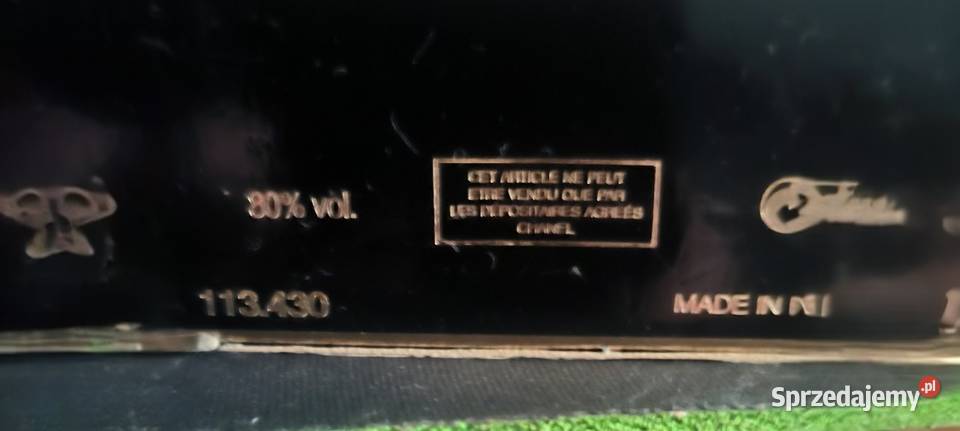 80% vol.
CET ARTICLE NE PEUT
ETRE VENDU QUE PAR
LES DEPOSITAIRES AGREES
CHANEL
113.430
MADE IN
Sprzedajemy.pl